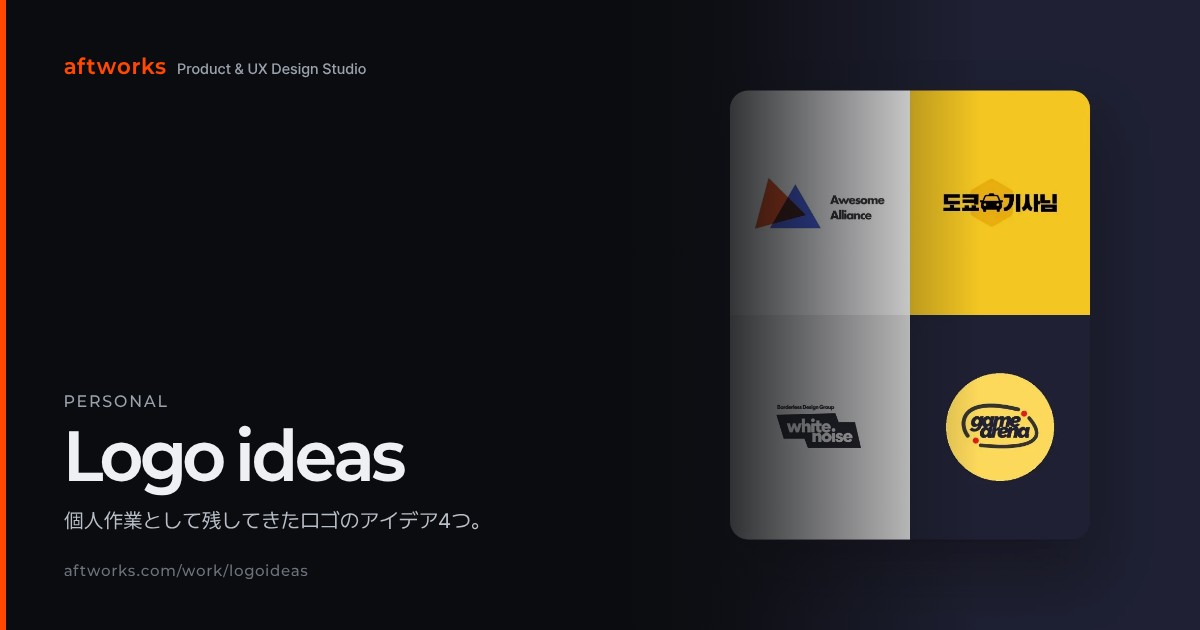 aftworks Product & UX Design Studio
PERSONAL
Logo ideas
個人作業として残してきたロゴのアイデア4つ。
aftworks.com/work/logoideas
Awesome
Alliance
도쿄기사님
Borderless Design Group
white
noise
game
arena